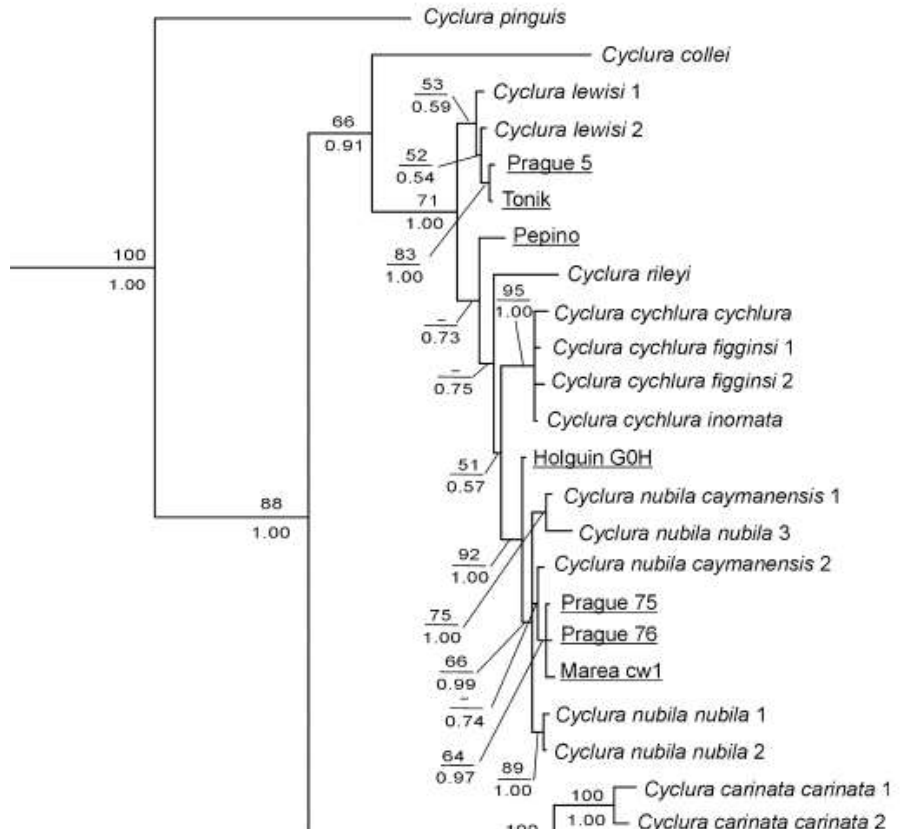 Cyclura pinguis
Cyclura collei
53
0.59
Cyclura lewisi 1
66
0.91
Cyclura lewisi 2
52
0.54
Prague 5
71
1.00
Tonik
83
1.00
Pepino
100
1.00
Cyclura rileyi
95
1.00
Cyclura cychlura cychlura
–
0.73
Cyclura cychlura figginsi 1
–
0.75
Cyclura cychlura figginsi 2
Cyclura cychlura inornata
51
0.57
Holguin G0H
88
1.00
Cyclura nubila caymanensis 1
Cyclura nubila nubila 3
92
1.00
Cyclura nubila caymanensis 2
75
1.00
Prague 75
Prague 76
66
0.99
Marea cw1
–
0.74
Cyclura nubila nubila 1
64
0.97
Cyclura nubila nubila 2
89
1.00
Cyclura carinata carinata 1
100
1.00
Cyclura carinata carinata 2